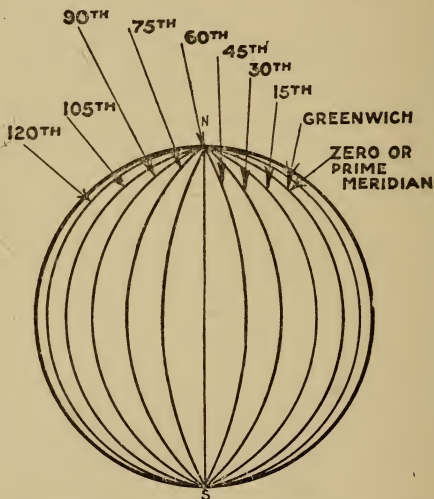 90TH
75TH
60TH
45TH
30TH
15TH
105TH
120TH
N
GREENWICH
ZERO OR
PRIME
MERIDIAN
S